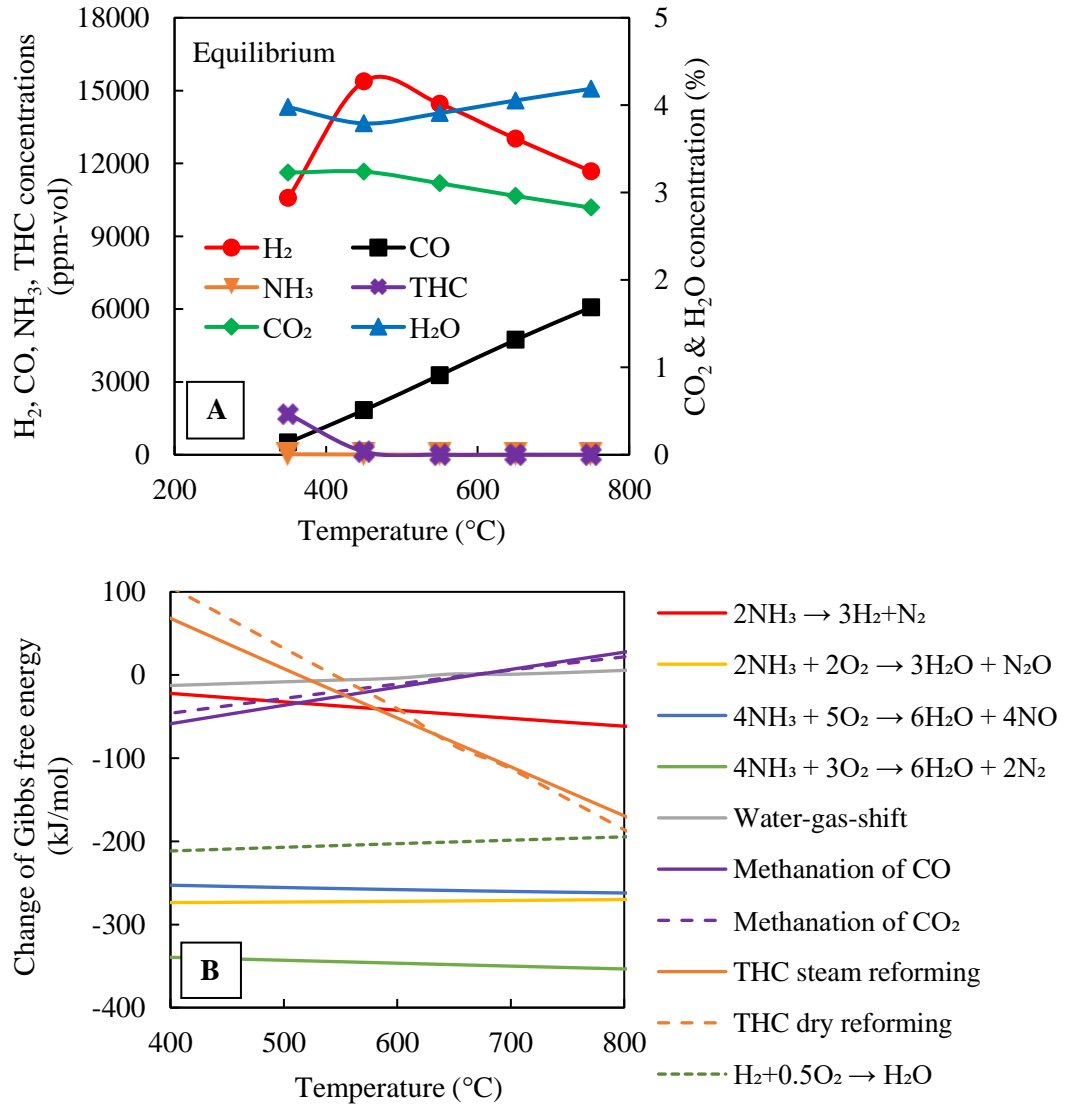 18000
15000
12000
9000
6000
3000
0
H₂, CO, NH₃, THC concentrations
(ppm-vol)
Equilibrium
H₂
CO
NH₃
THC
CO₂
H₂O
A
5
4
3
2
1
0
CO₂ & H₂O concentration (%)
200
400
600
800
Temperature (°C)
100
0
-100
-200
-300
-400
Change of Gibbs free energy
(kJ/mol)
B
400
500
600
700
800
Temperature (°C)
2NH₃ → 3H₂+N₂
2NH₃ + 2O₂ → 3H₂O + N₂O
4NH₃ + 5O₂ → 6H₂O + 4NO
4NH₃ + 3O₂ → 6H₂O + 2N₂
Water-gas-shift
Methanation of CO
Methanation of CO₂
THC steam reforming
THC dry reforming
H₂+0.5O₂ → H₂O